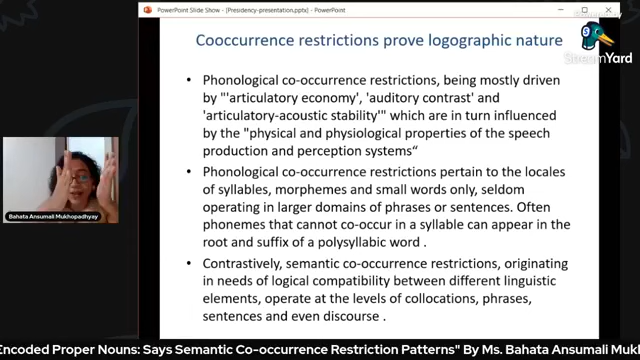 PowerPoint Slide Show - [Presidency-presentation.pptx] - PowerPoint
StreamYard
Cooccurrence restrictions prove logographic nature
• Phonological co-occurrence restrictions, being mostly driven
by "'articulatory economy', 'auditory contrast' and
'articulatory-acoustic stability'" which are in turn influenced
by the "physical and physiological properties of the speech
production and perception systems“
• Phonological co-occurrence restrictions pertain to the locales
of syllables, morphemes and small words only, seldom
operating in larger domains of phrases or sentences. Often
phonemes that cannot co-occur in a syllable can appear in the
root and suffix of a polysyllabic word .
• Contrastively, semantic co-occurrence restrictions, originating
in needs of logical compatibility between different linguistic
elements, operate at the levels of collocations, phrases,
sentences and even discourse .
Bahata Ansumali Mukhopadhyay
Encoded Proper Nouns: Says Semantic Co-occurrence Restriction Patterns" By Ms. Bahata Ansumali Mukh